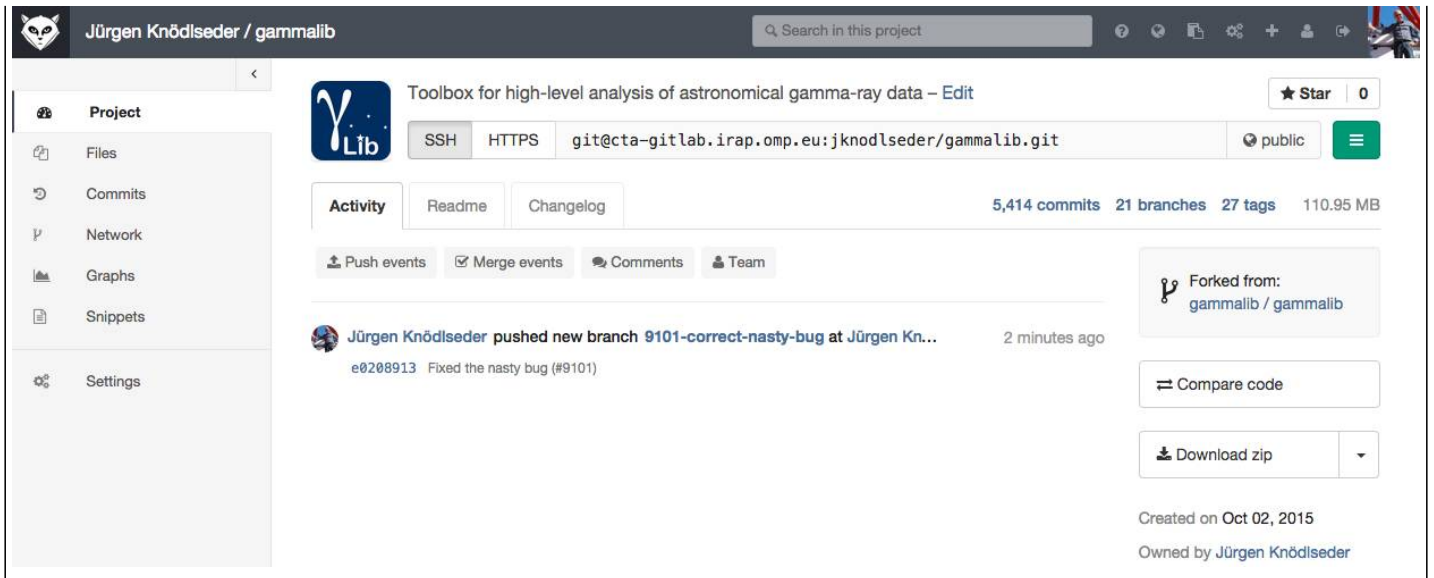 Jürgen Knödlseder / gammalib
Search in this project
Project
Files
Commits
Network
Graphs
Snippets
Settings
γ Lib
Toolbox for high-level analysis of astronomical gamma-ray data – Edit
Star 0
SSH HTTPS git@cta-gitlab.irap.omp.eu:jknodlseder/gammalib.git public
Activity Readme Changelog 5,414 commits 21 branches 27 tags 110.95 MB
Push events Merge events Comments Team
Jürgen Knödlseder pushed new branch 9101-correct-nasty-bug at Jürgen Kn... 2 minutes ago
e0208913 Fixed the nasty bug (#9101)
Forked from:
gammalib / gammalib
Compare code
Download zip
Created on Oct 02, 2015
Owned by Jürgen Knödlseder